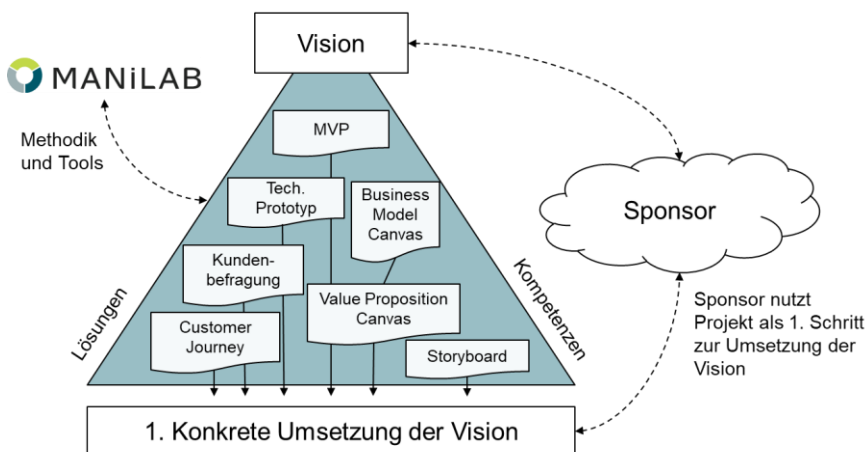 Vision
MANiLAB
Methodik
und Tools
MVP
Tech.
Prototyp
Business
Model
Canvas
Sponsor
Kunden-
befragung
Value Proposition
Canvas
Lösungen
Kompetenzen
Customer
Journey
Storyboard
Sponsor nutzt
Projekt als 1. Schritt
zur Umsetzung der
Vision
1. Konkrete Umsetzung der Vision